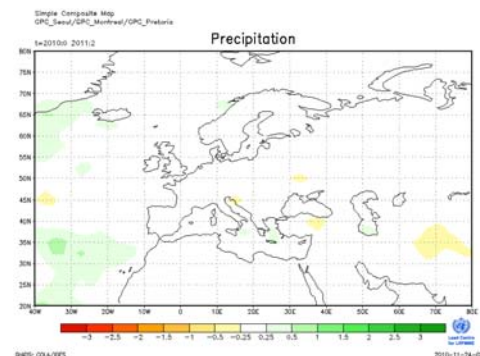 Simple Composite Map
GPC_Seoul/GPC_Montreal/GPC_Pretoria
t=2010:0 2011:2
Precipitation
80N
75N
70N
65N
60N
55N
50N
45N
40N
35N
30N
25N
20N
40W 30W 20W 10W 0 10E 20E 30E 40E 50E 60E 70E 80E
-3 -2.5 -2 -1.5 -1 -0.5 -0.25 0.25 0.5 1 1.5 2 2.5 3
Lead Centre
for LRFMME
GrADS: COLA/IGES